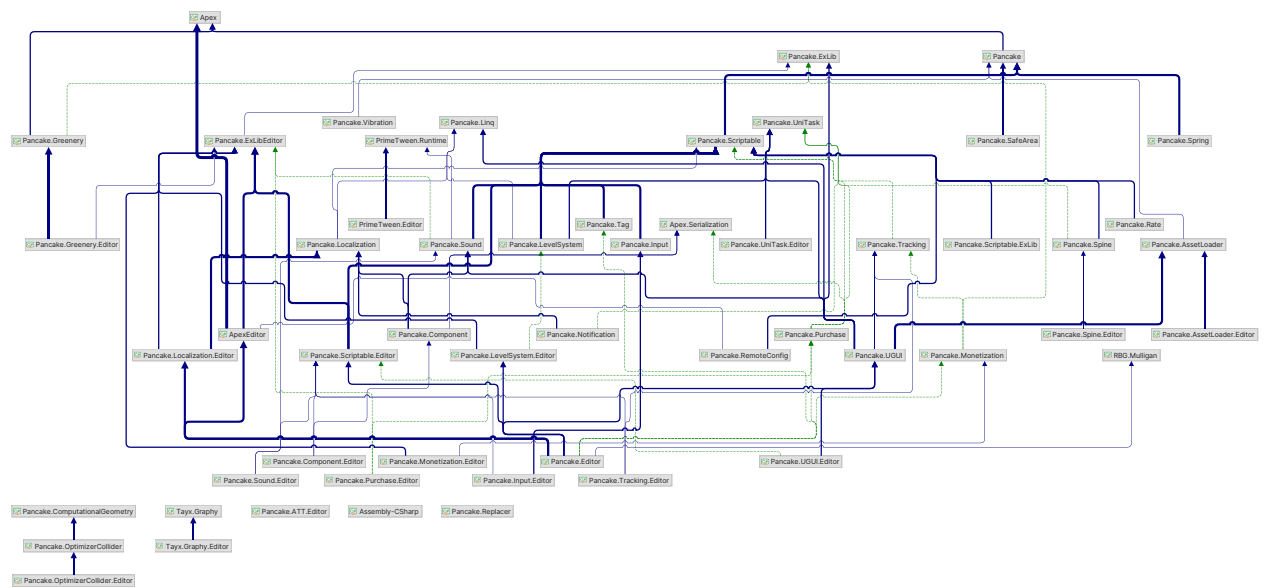 Apex
Pancake.ExLib
Pancake
Pancake.Vibration
Pancake.Linq
Pancake.UniTask
Pancake.Greenery
Pancake.ExLibEditor
PrimeTween.Runtime
Pancake.Scriptable
Pancake.SafeArea
Pancake.Spring
PrimeTween.Editor
Pancake.Tag
Apex.Serialization
Pancake.Rate
Pancake.Greenery.Editor
Pancake.Localization
Pancake.Sound
Pancake.LevelSystem
Pancake.Input
Pancake.UniTask.Editor
Pancake.Tracking
Pancake.Scriptable.ExLib
Pancake.Spine
Pancake.AssetLoader
ApexEditor
Pancake.Component
Pancake.Notification
Pancake.Purchase
Pancake.Spine.Editor
Pancake.AssetLoader.Editor
Pancake.Localization.Editor
Pancake.Scriptable.Editor
Pancake.LevelSystem.Editor
Pancake.RemoteConfig
Pancake.UGUI
Pancake.Monetization
RBG.Mulligan
Pancake.Component.Editor
Pancake.Monetization.Editor
Pancake.Editor
Pancake.UGUI.Editor
Pancake.Sound.Editor
Pancake.Purchase.Editor
Pancake.Input.Editor
Pancake.Tracking.Editor
Pancake.ComputationalGeometry
Tayx.Graphy
Pancake.ATT.Editor
Assembly-CSharp
Pancake.Replacer
Pancake.OptimizerCollider
Tayx.Graphy.Editor
Pancake.OptimizerCollider.Editor